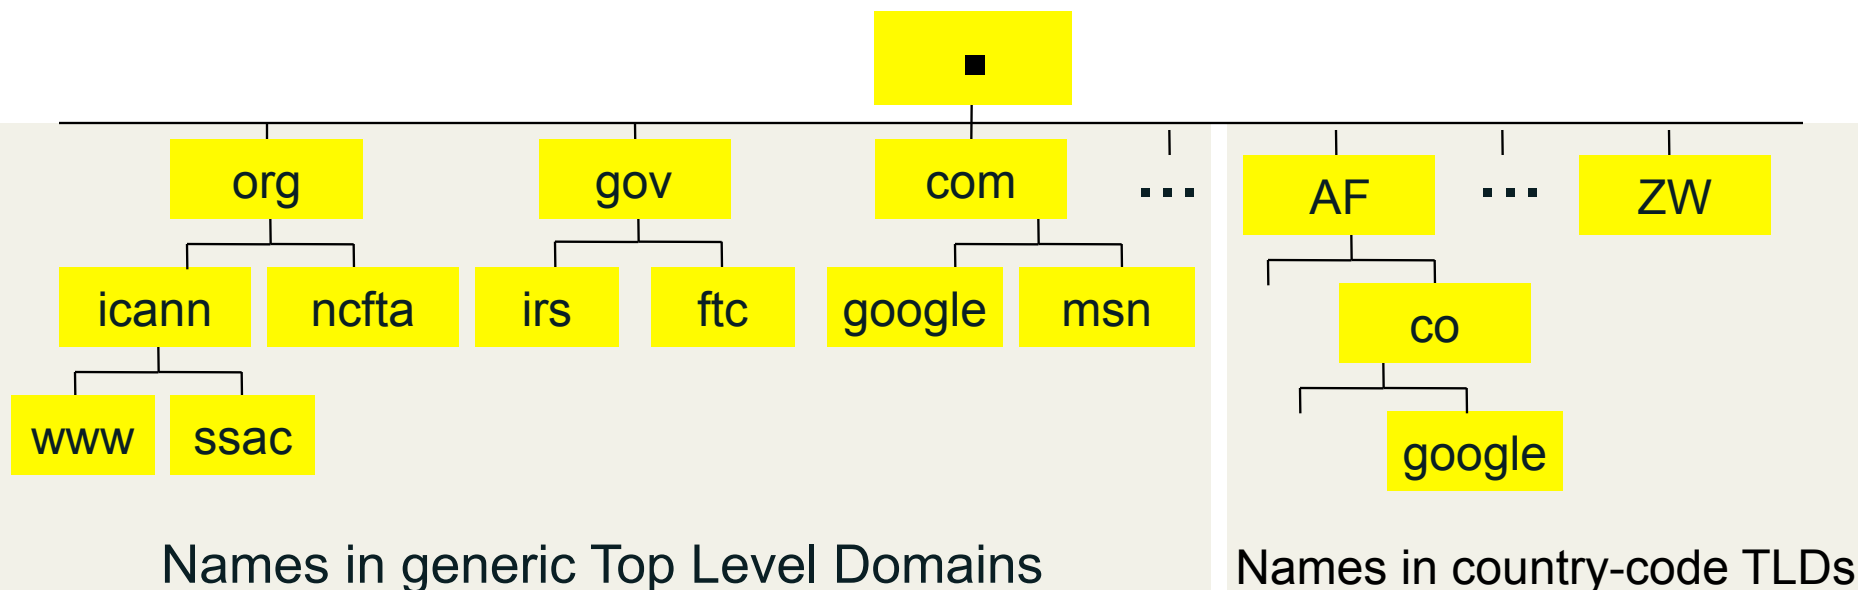 .
org gov com ... AF ... ZW
icann ncfta irs ftc google msn co
www ssac google
Names in generic Top Level Domains
Names in country-code TLDs